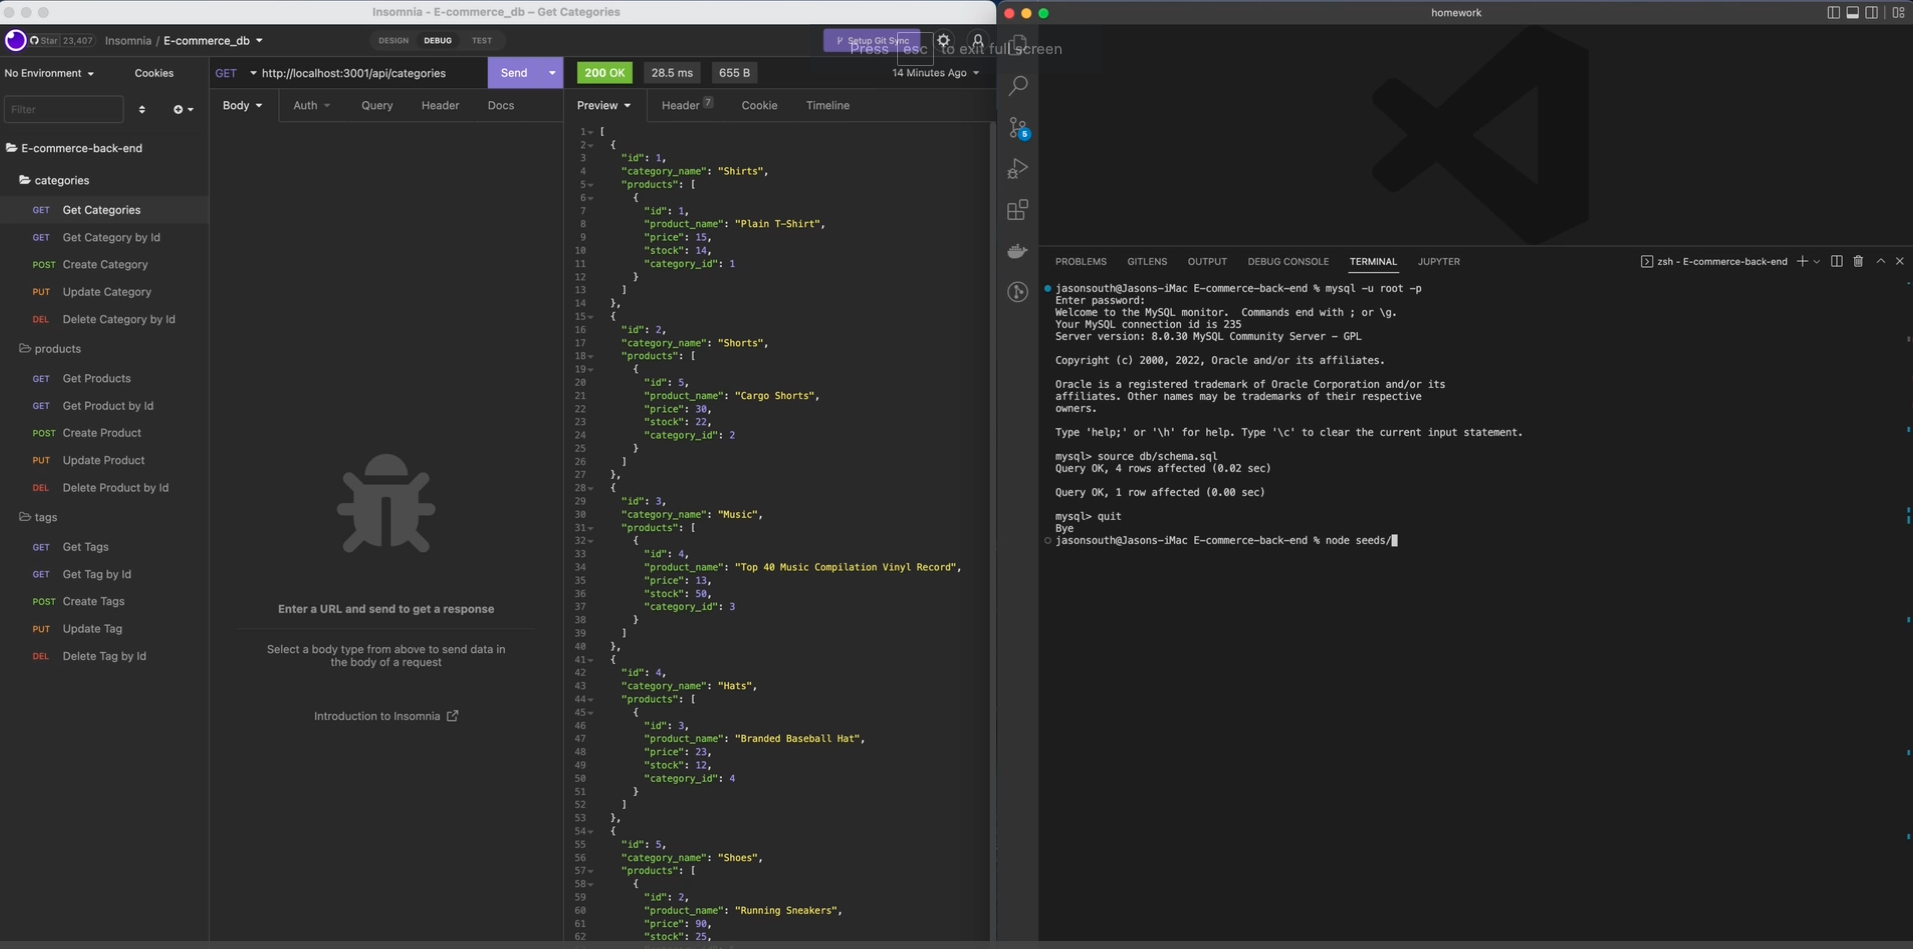 Insomnia - E-commerce_db – Get Categories
Star 23,407
Insomnia / E-commerce_db
DESIGN DEBUG TEST
Setup Git Sync
Press esc to exit full screen
No Environment
Cookies
Filter
E-commerce-back-end
categories
GET Get Categories
GET Get Category by Id
POST Create Category
PUT Update Category
DEL Delete Category by Id
products
GET Get Products
GET Get Product by Id
POST Create Product
PUT Update Product
DEL Delete Product by Id
tags
GET Get Tags
GET Get Tag by Id
POST Create Tags
PUT Update Tag
DEL Delete Tag by Id
GET http://localhost:3001/api/categories Send
Body Auth Query Header Docs
Enter a URL and send to get a response
Select a body type from above to send data in
the body of a request
Introduction to Insomnia
200 OK 28.5 ms 655 B 14 Minutes Ago
Preview Header 7 Cookie Timeline
1 [
2 {
3 "id": 1,
4 "category_name": "Shirts",
5 "products": [
6 {
7 "id": 1,
8 "product_name": "Plain T-Shirt",
9 "price": 15,
10 "stock": 14,
11 "category_id": 1
12 }
13 ]
14 },
15 {
16 "id": 2,
17 "category_name": "Shorts",
18 "products": [
19 {
20 "id": 5,
21 "product_name": "Cargo Shorts",
22 "price": 30,
23 "stock": 22,
24 "category_id": 2
25 }
26 ]
27 },
28 {
29 "id": 3,
30 "category_name": "Music",
31 "products": [
32 {
33 "id": 4,
34 "product_name": "Top 40 Music Compilation Vinyl Record",
35 "price": 13,
36 "stock": 50,
37 "category_id": 3
38 }
39 ]
40 },
41 {
42 "id": 4,
43 "category_name": "Hats",
44 "products": [
45 {
46 "id": 3,
47 "product_name": "Branded Baseball Hat",
48 "price": 23,
49 "stock": 12,
50 "category_id": 4
51 }
52 ]
53 },
54 {
55 "id": 5,
56 "category_name": "Shoes",
57 "products": [
58 {
59 "id": 2,
60 "product_name": "Running Sneakers",
61 "price": 90,
62 "stock": 25,
homework
5
PROBLEMS GITLENS OUTPUT DEBUG CONSOLE TERMINAL JUPYTER
zsh - E-commerce-back-end
jasonsouth@Jasons-iMac E-commerce-back-end % mysql -u root -p
Enter password:
Welcome to the MySQL monitor.  Commands end with ; or \g.
Your MySQL connection id is 235
Server version: 8.0.30 MySQL Community Server - GPL
Copyright (c) 2000, 2022, Oracle and/or its affiliates.
Oracle is a registered trademark of Oracle Corporation and/or its
affiliates. Other names may be trademarks of their respective
owners.
Type 'help;' or '\h' for help. Type '\c' to clear the current input statement.
mysql> source db/schema.sql
Query OK, 4 rows affected (0.02 sec)
Query OK, 1 row affected (0.00 sec)
mysql> quit
Bye
jasonsouth@Jasons-iMac E-commerce-back-end % node seeds/